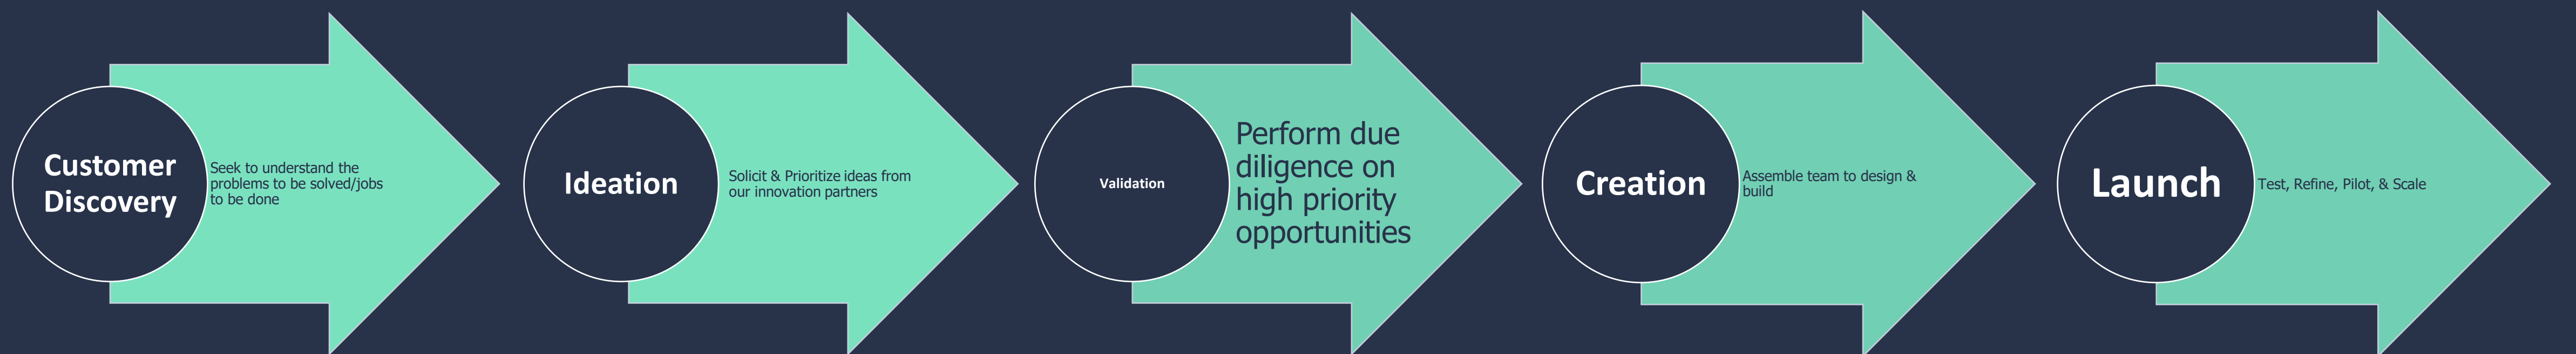 Customer
Discovery
Seek to understand the
problems to be solved/jobs
to be done
Ideation
Solicit & Prioritize ideas from
our innovation partners
Validation
Perform due
diligence on
high priority
opportunities
Creation
Assemble team to design &
build
Launch
Test, Refine, Pilot, & Scale